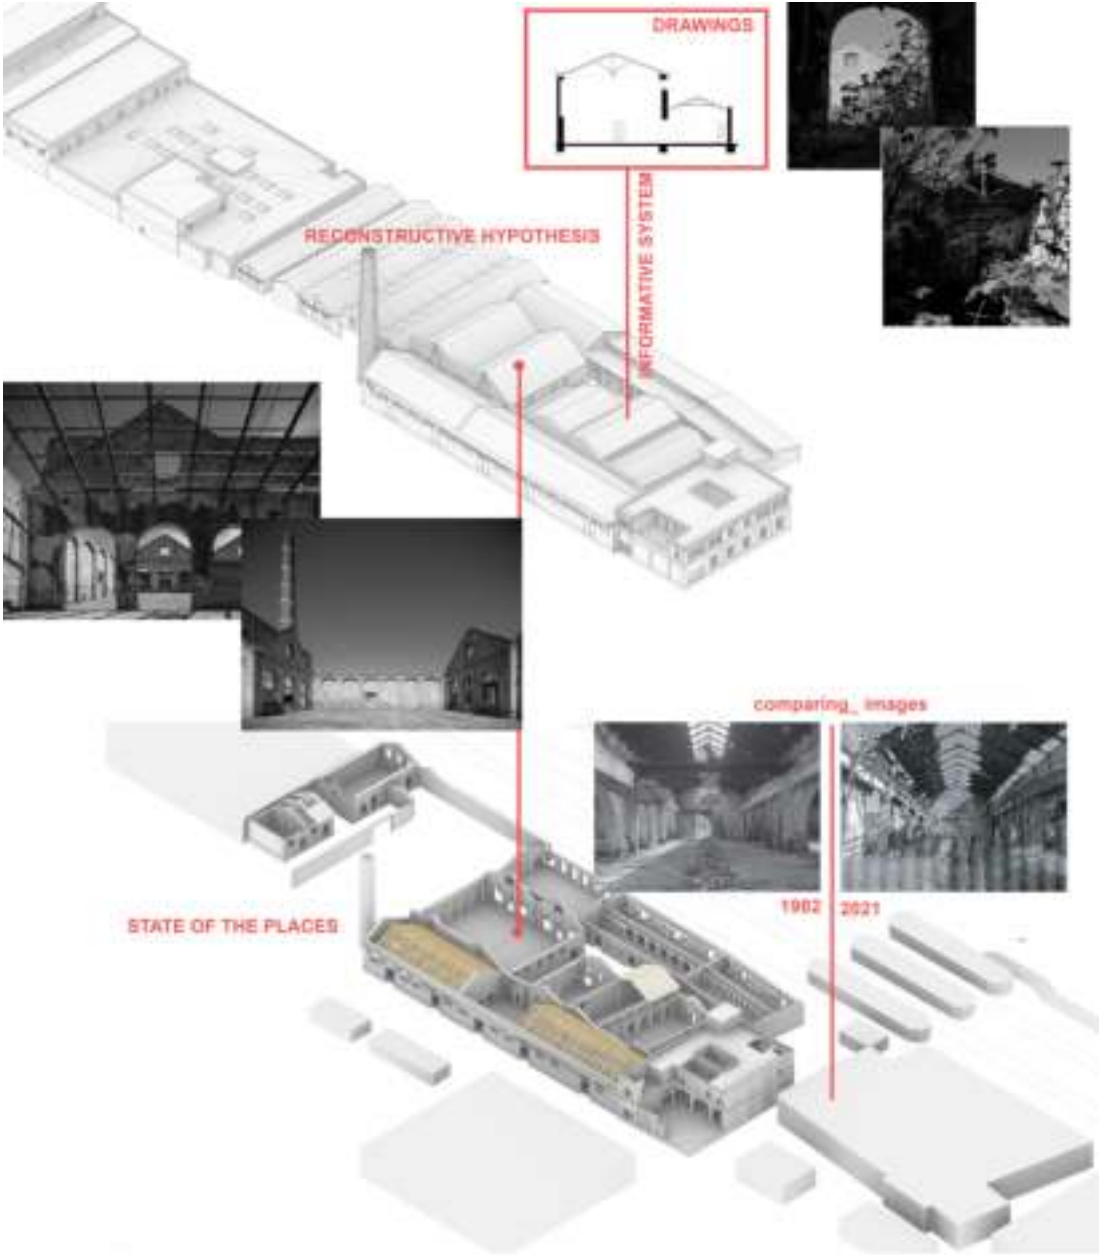 DRAWINGS
RECONSTRUCTIVE HYPOTHESIS
INFORMATIVE SYSTEM
comparing_ images
1982 2021
STATE OF THE PLACES